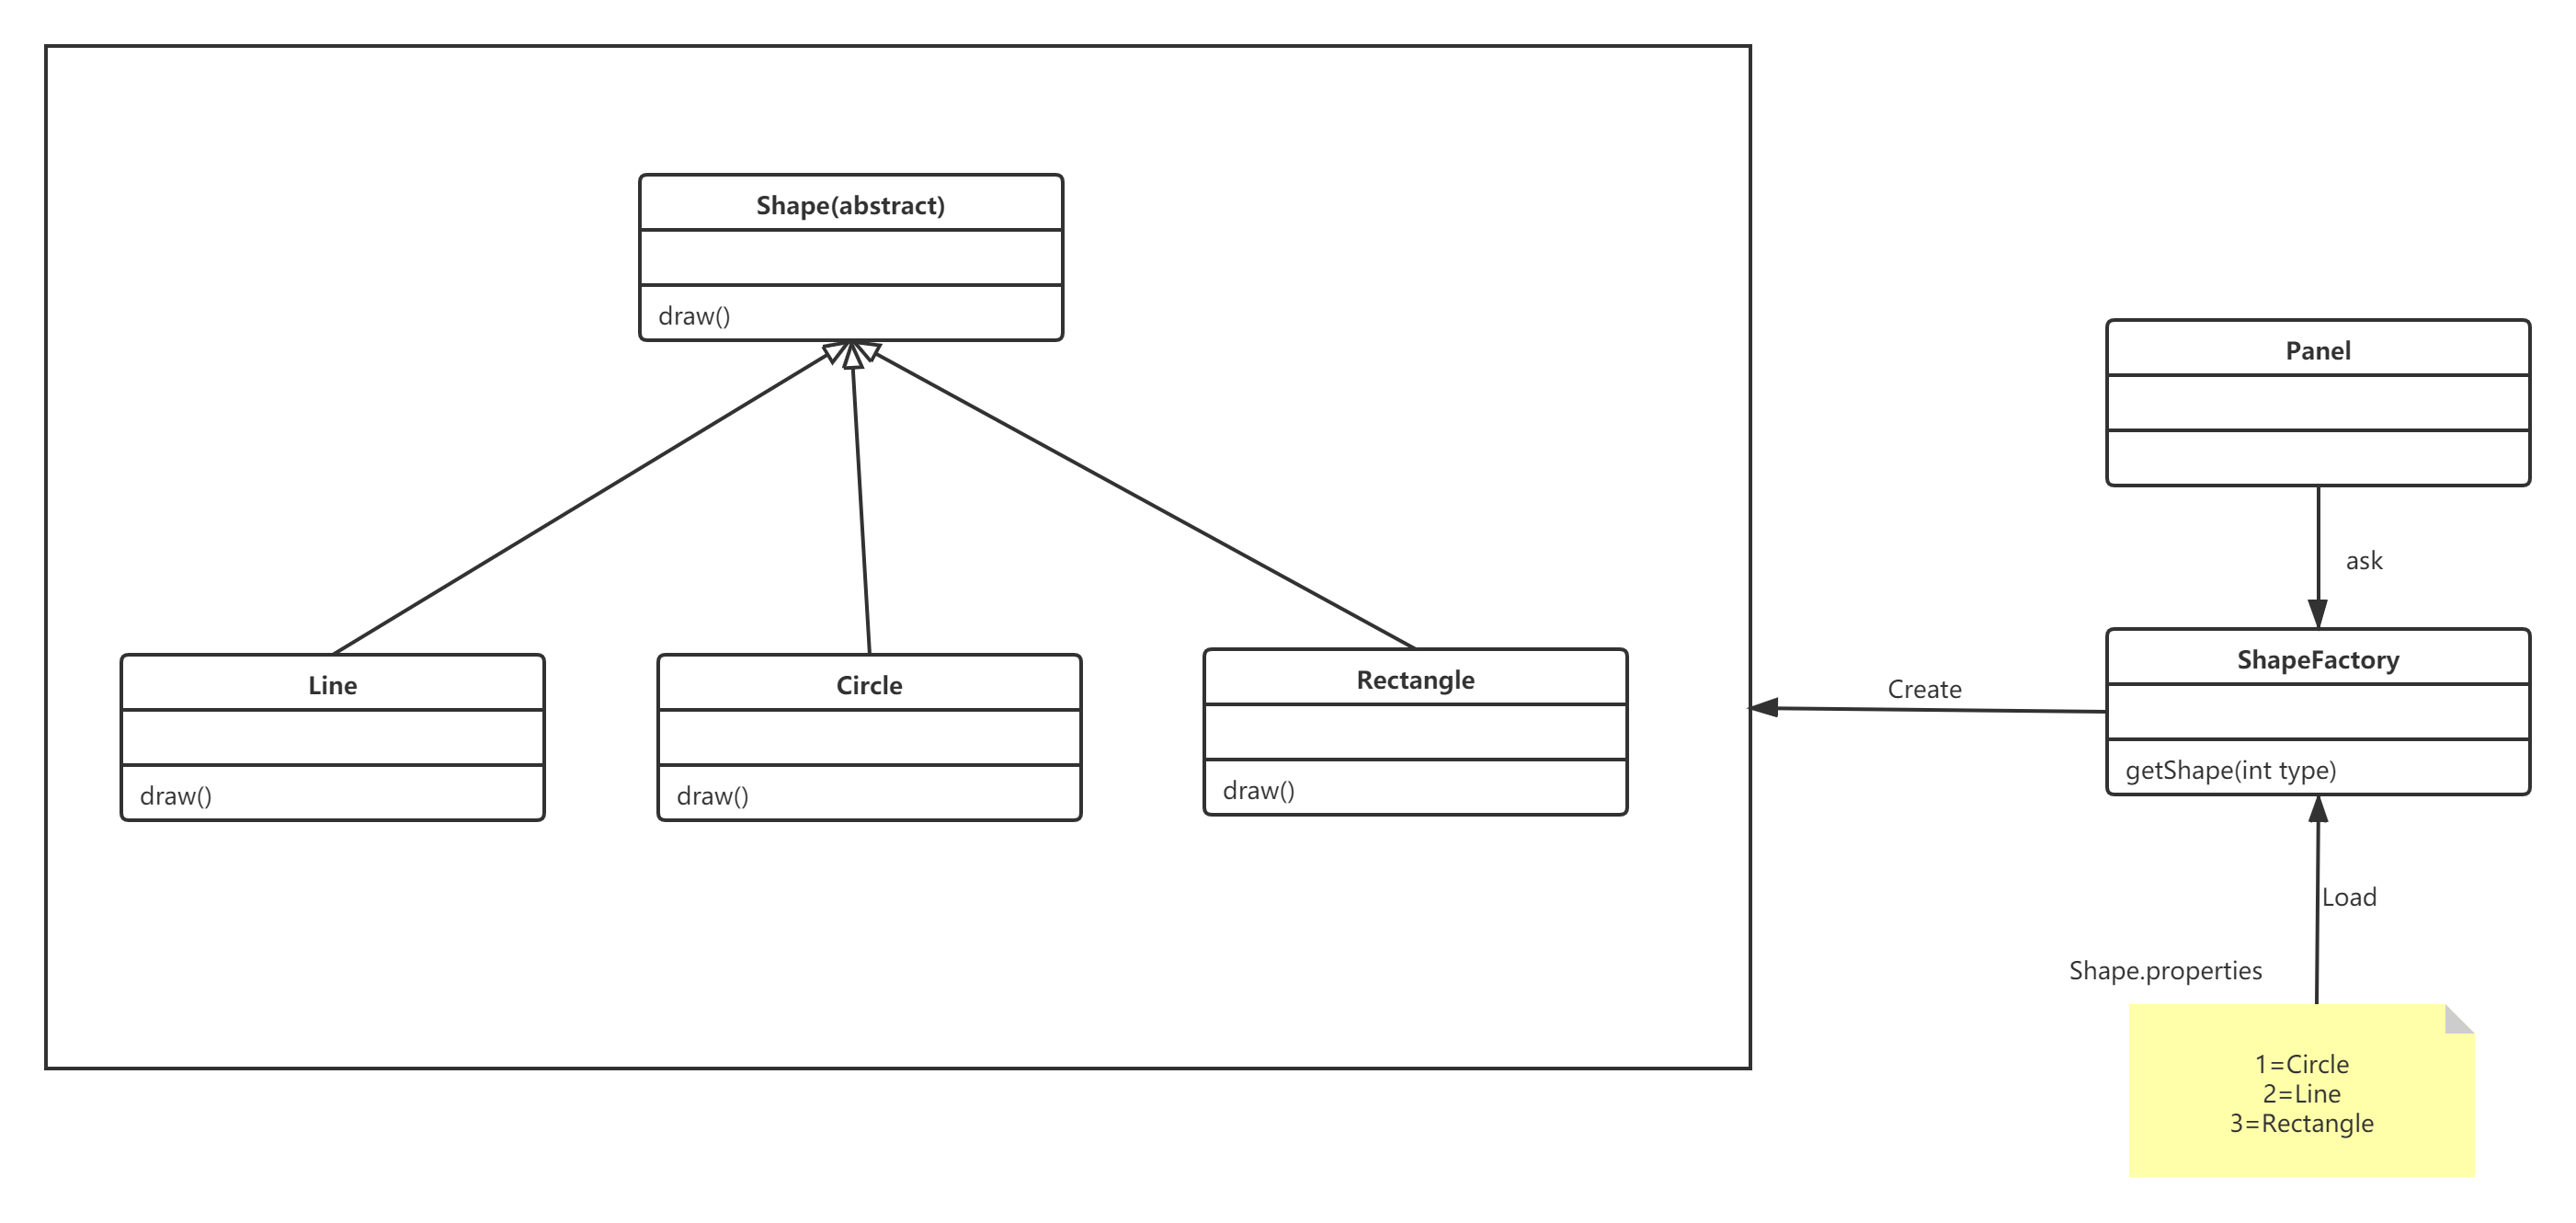 Shape(abstract)
draw()
Line
draw()
Circle
draw()
Rectangle
draw()
Panel
ask
ShapeFactory
getShape(int type)
Create
Load
Shape.properties
1=Circle
2=Line
3=Rectangle